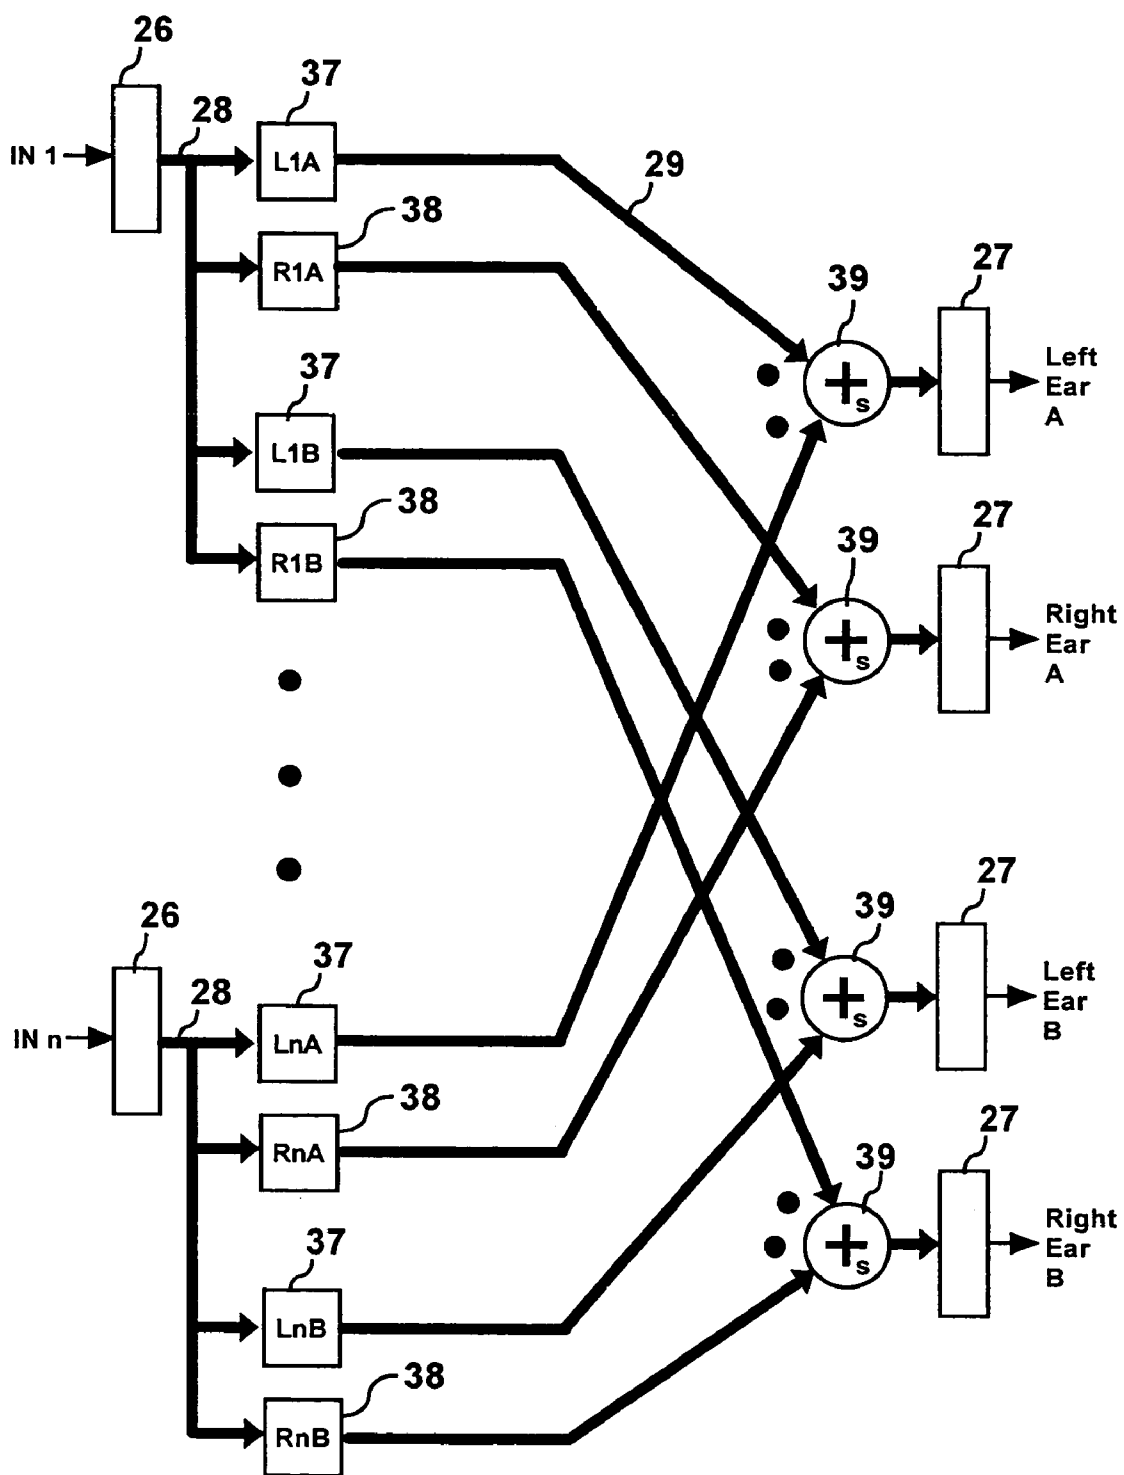 26
37
28
IN 1
L1A
29
38
R1A
27
39
Left
Ear
A
+s
37
L1B
38
R1B
27
39
Right
Ear
A
+s
26
37
28
IN n
LnA
27
39
Left
Ear
B
+s
38
RnA
27
39
Right
Ear
B
+s
37
LnB
38
RnB